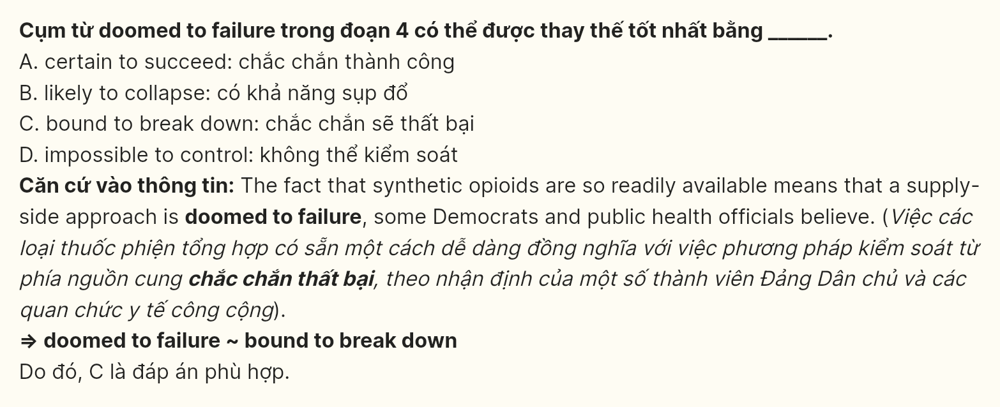 Cụm từ doomed to failure trong đoạn 4 có thể được thay thế tốt nhất bằng ______.
A. certain to succeed: chắc chắn thành công
B. likely to collapse: có khả năng sụp đổ
C. bound to break down: chắc chắn sẽ thất bại
D. impossible to control: không thể kiểm soát
Căn cứ vào thông tin: The fact that synthetic opioids are so readily available means that a supply-
side approach is doomed to failure, some Democrats and public health officials believe. (Việc các
loại thuốc phiện tổng hợp có sẵn một cách dễ dàng đồng nghĩa với việc phương pháp kiểm soát từ
phía nguồn cung chắc chắn thất bại, theo nhận định của một số thành viên Đảng Dân chủ và các
quan chức y tế công cộng).
⇒ doomed to failure ~ bound to break down
Do đó, C là đáp án phù hợp.